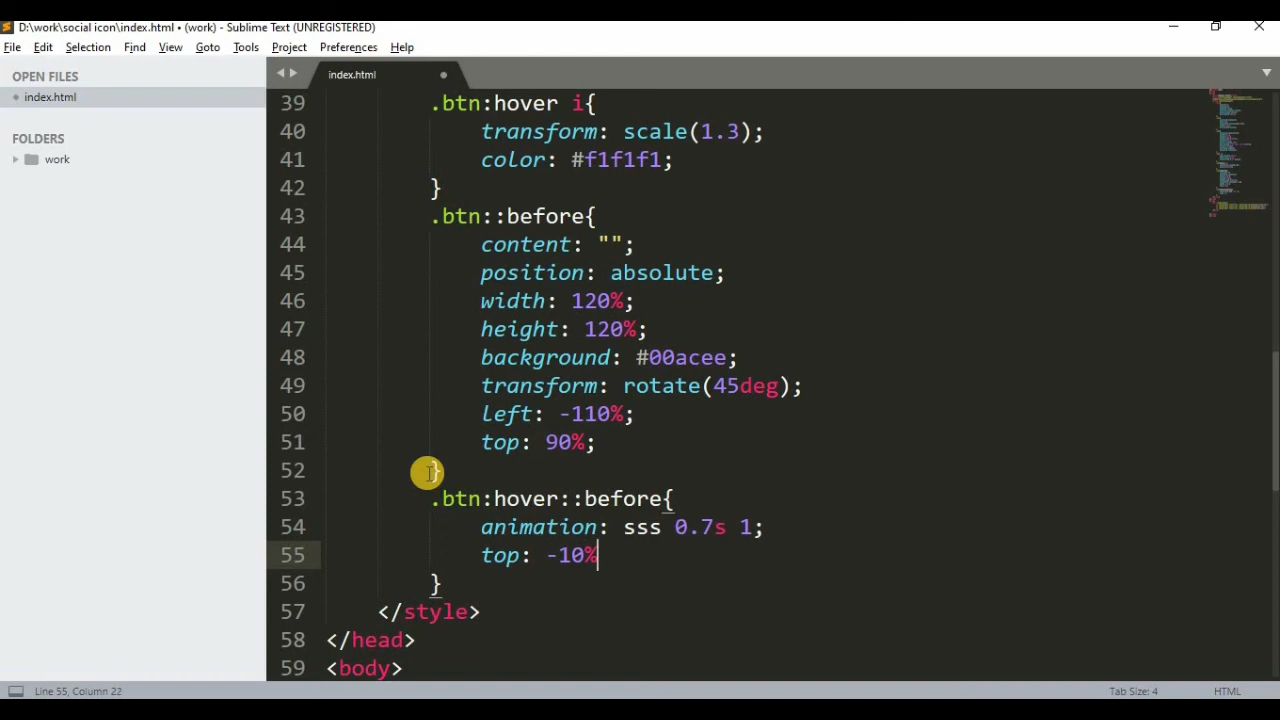 D:\work\social icon\index.html • (work) - Sublime Text (UNREGISTERED)
File Edit Selection Find View Goto Tools Project Preferences Help
OPEN FILES
index.html
FOLDERS
work
index.html
39 .btn:hover i{
40 transform: scale(1.3);
41 color: #f1f1f1;
42 }
43 .btn::before{
44 content: "";
45 position: absolute;
46 width: 120%;
47 height: 120%;
48 background: #00acee;
49 transform: rotate(45deg);
50 left: -110%;
51 top: 90%;
52 }
53 .btn:hover::before{
54 animation: sss 0.7s 1;
55 top: -10%
56 }
57 </style>
58 </head>
59 <body>
Line 55, Column 22
Tab Size: 4
HTML